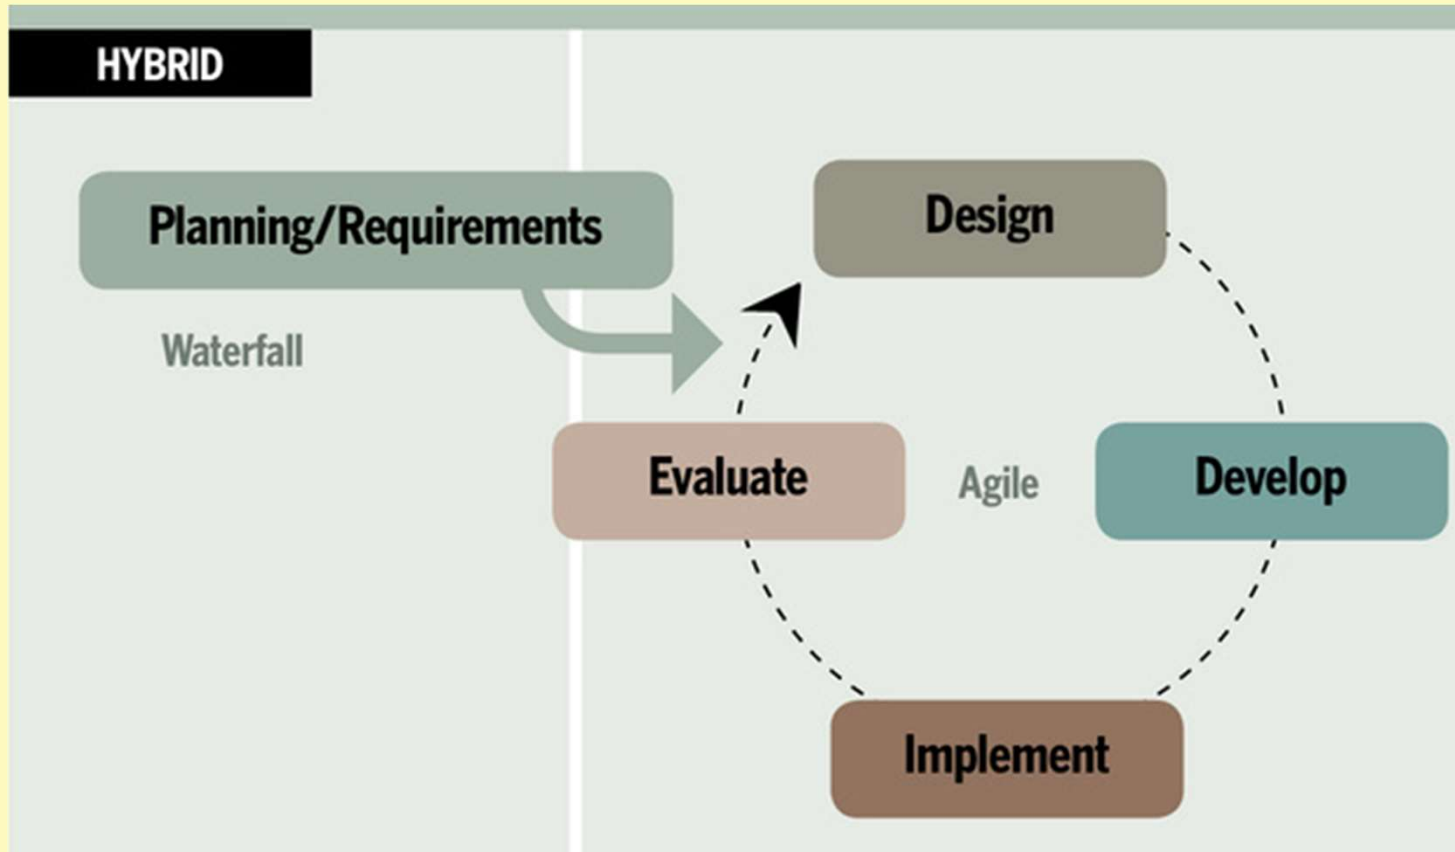 HYBRID
Planning/Requirements
Waterfall
Design
Evaluate
Agile
Develop
Implement